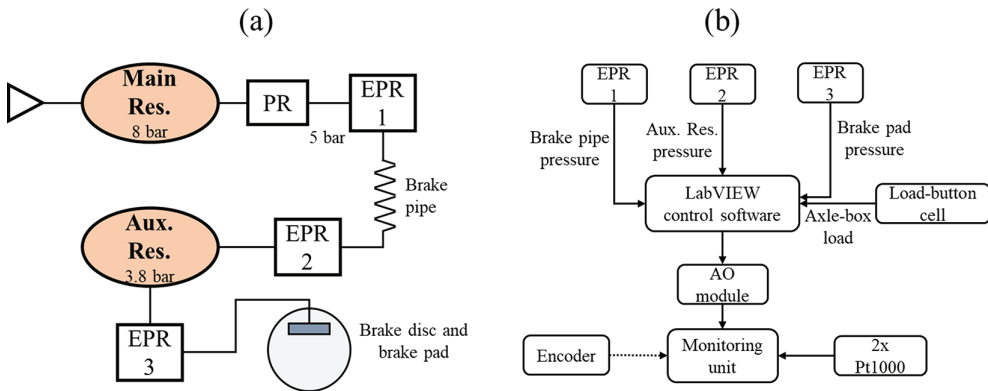 (a)
Main
Res.
8 bar
PR
5 bar
EPR
1
Brake
pipe
Aux.
Res.
3.8 bar
EPR
2
EPR
3
Brake disc and
brake pad
(b)
EPR
1
EPR
2
EPR
3
Brake pipe
pressure
Aux. Res.
pressure
Brake pad
pressure
LabVIEW
control software
Load-button
cell
Axle-box
load
AO
module
Encoder
Monitoring
unit
2x
Pt1000